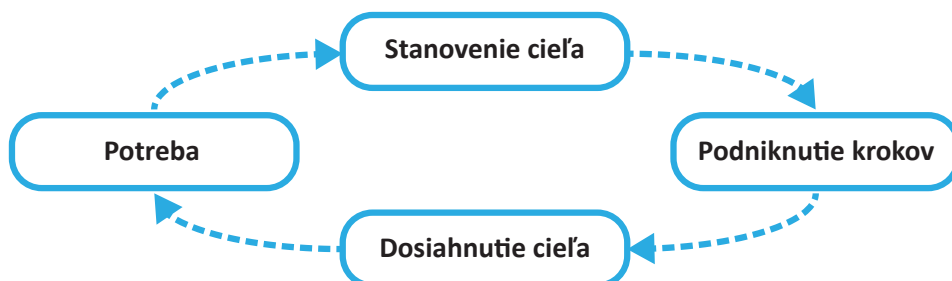 Stanovenie cieľa
Potreba
Podniknutie krokov
Dosiahnutie cieľa